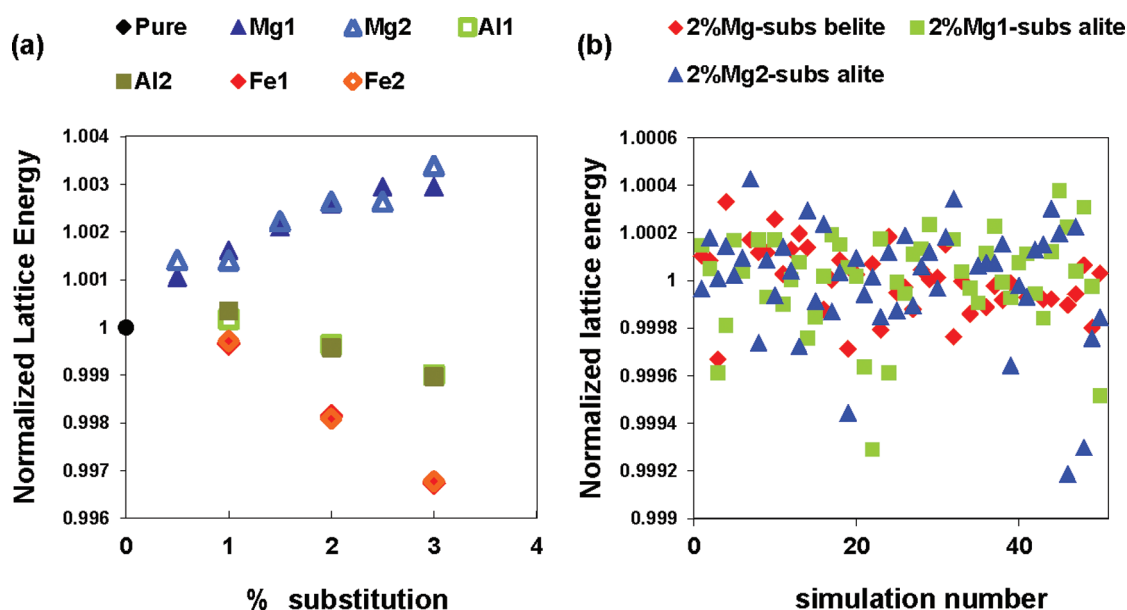 (a)
Pure Mg1 Mg2 Al1
Al2 Fe1 Fe2
Normalized Lattice Energy
1.004
1.003
1.002
1.001
1
0.999
0.998
0.997
0.996
0 1 2 3 4
% substitution
(b)
2%Mg-subs belite 2%Mg1-subs alite
2%Mg2-subs alite
Normalized lattice energy
1.0006
1.0004
1.0002
1
0.9998
0.9996
0.9994
0.9992
0.999
0 20 40
simulation number